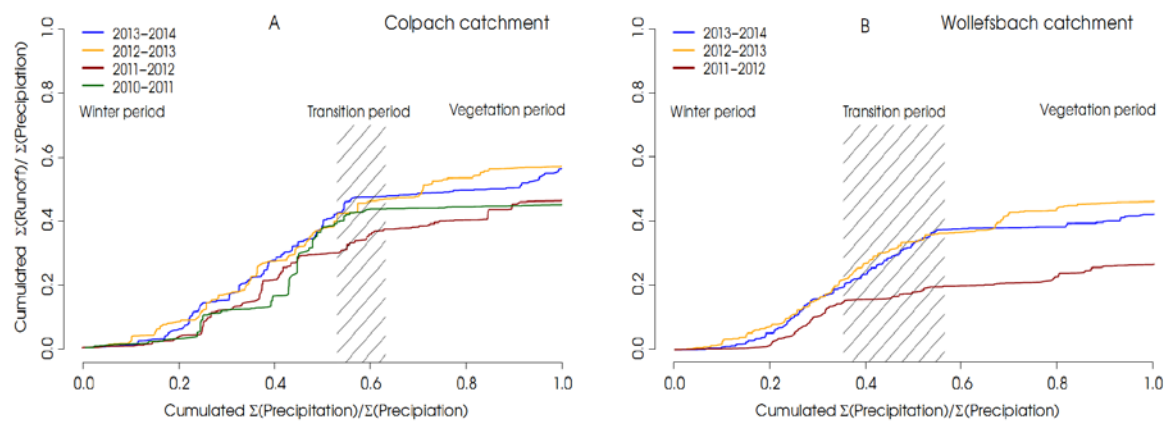 A
Colpach catchment
2013–2014
2012–2013
2011–2012
2010–2011
Winter period
Transition period
Vegetation period
Cumulated Σ(Runoff)/ Σ(Precipitation)
0.0
0.2
0.4
0.6
0.8
1.0
0.0
0.2
0.4
0.6
0.8
1.0
Cumulated Σ(Precipitation)/Σ(Precipiation)
B
Wollefsbach catchment
2013–2014
2012–2013
2011–2012
Winter period
Transition period
Vegetation period
0.0
0.2
0.4
0.6
0.8
1.0
0.0
0.2
0.4
0.6
0.8
1.0
Cumulated Σ(Precipitation)/Σ(Precipiation)